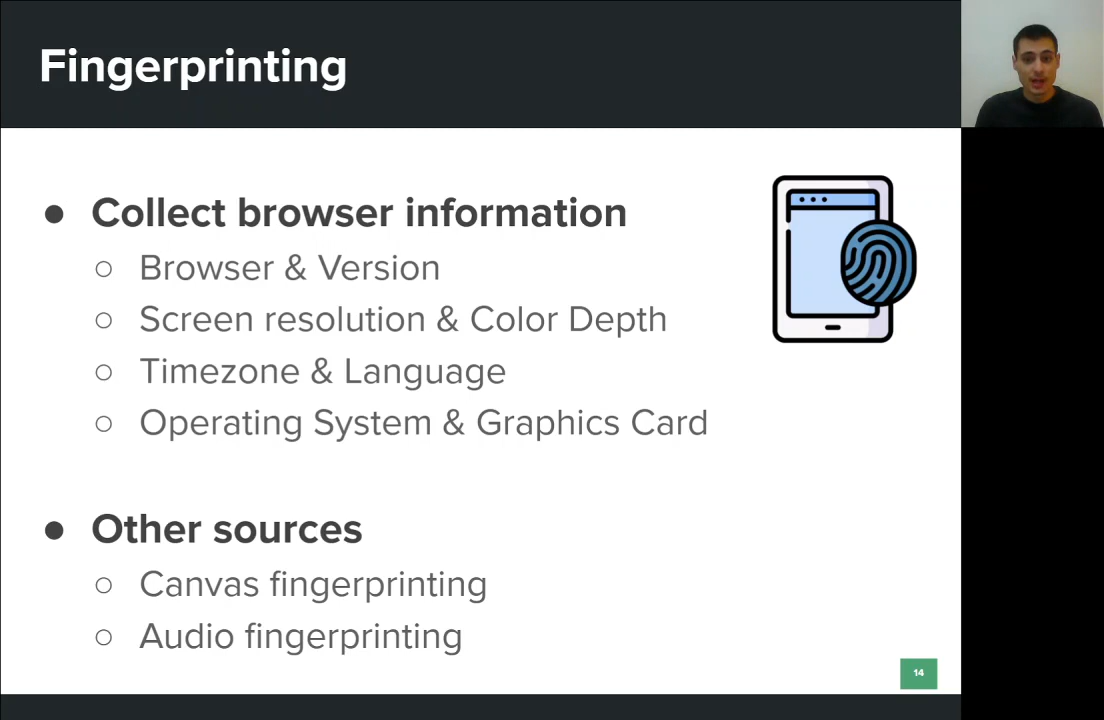 Fingerprinting
● Collect browser information
○ Browser & Version
○ Screen resolution & Color Depth
○ Timezone & Language
○ Operating System & Graphics Card
● Other sources
○ Canvas fingerprinting
○ Audio fingerprinting
14